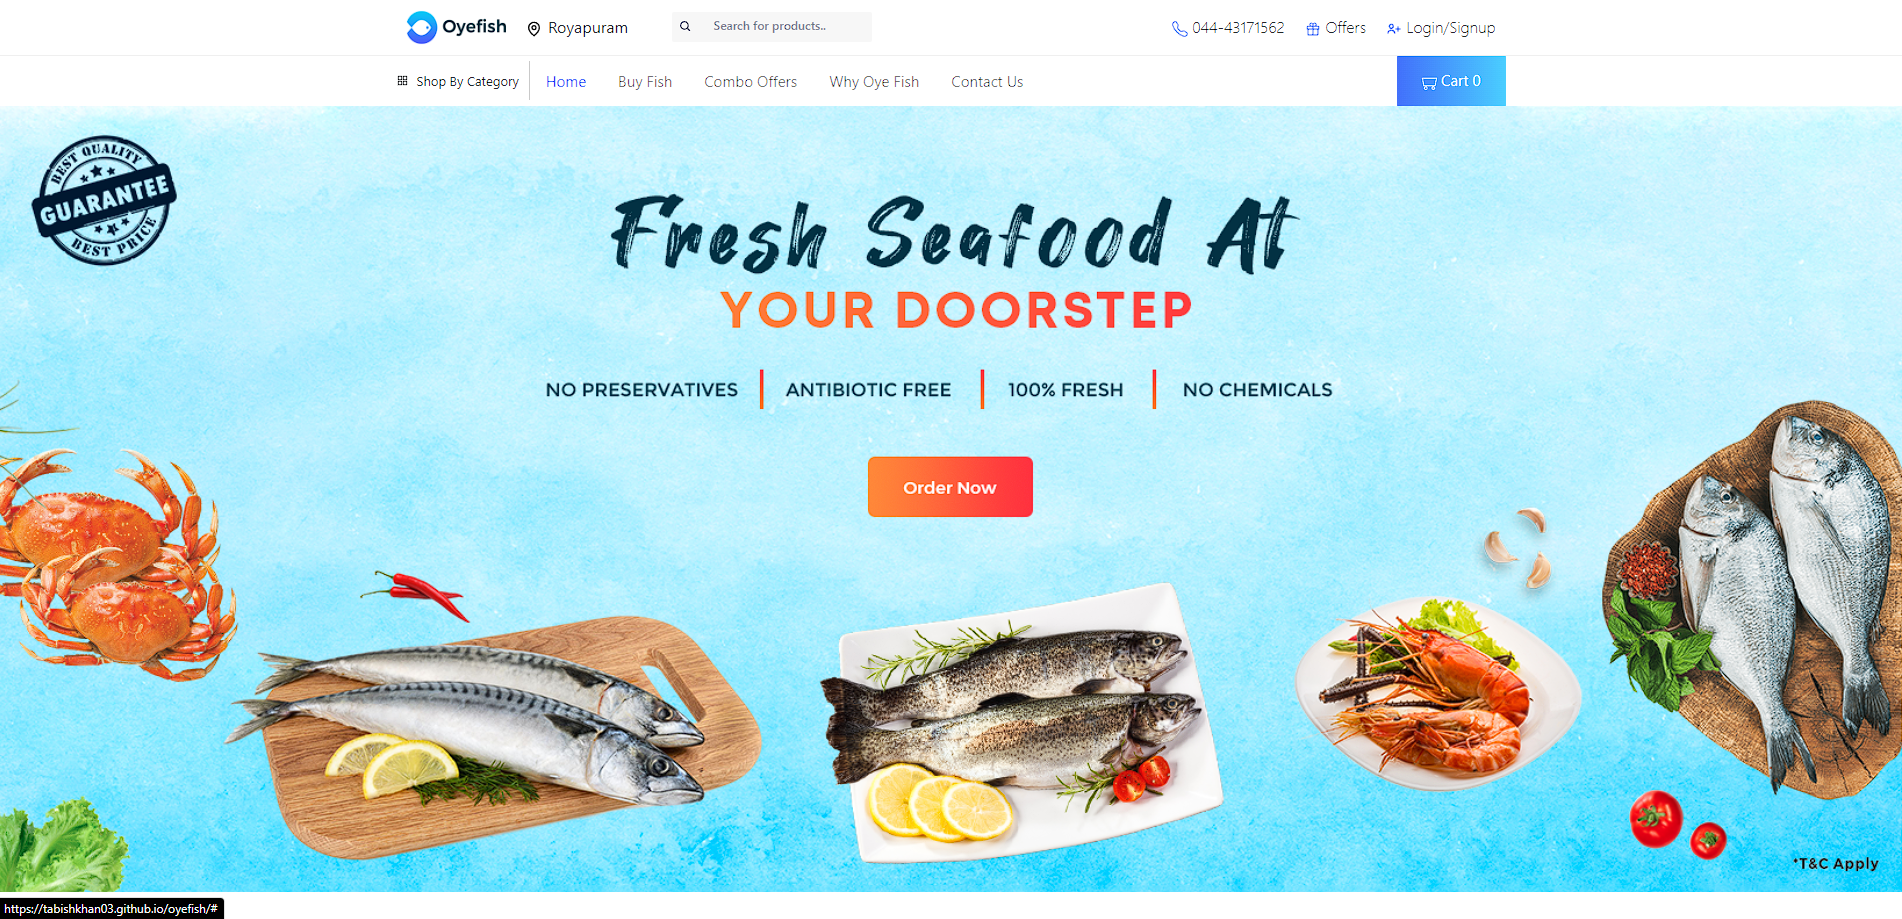 Oyefish
Royapuram
Search for products..
044-43171562
Offers
Login/Signup
Shop By Category
Home
Buy Fish
Combo Offers
Why Oye Fish
Contact Us
Cart 0
BEST QUALITY
GUARANTEE
BEST PRICE
Fresh Seafood At
YOUR DOORSTEP
NO PRESERVATIVES
ANTIBIOTIC FREE
100% FRESH
NO CHEMICALS
Order Now
*T&C Apply
https://tabishkhan03.github.io/oyefish/#